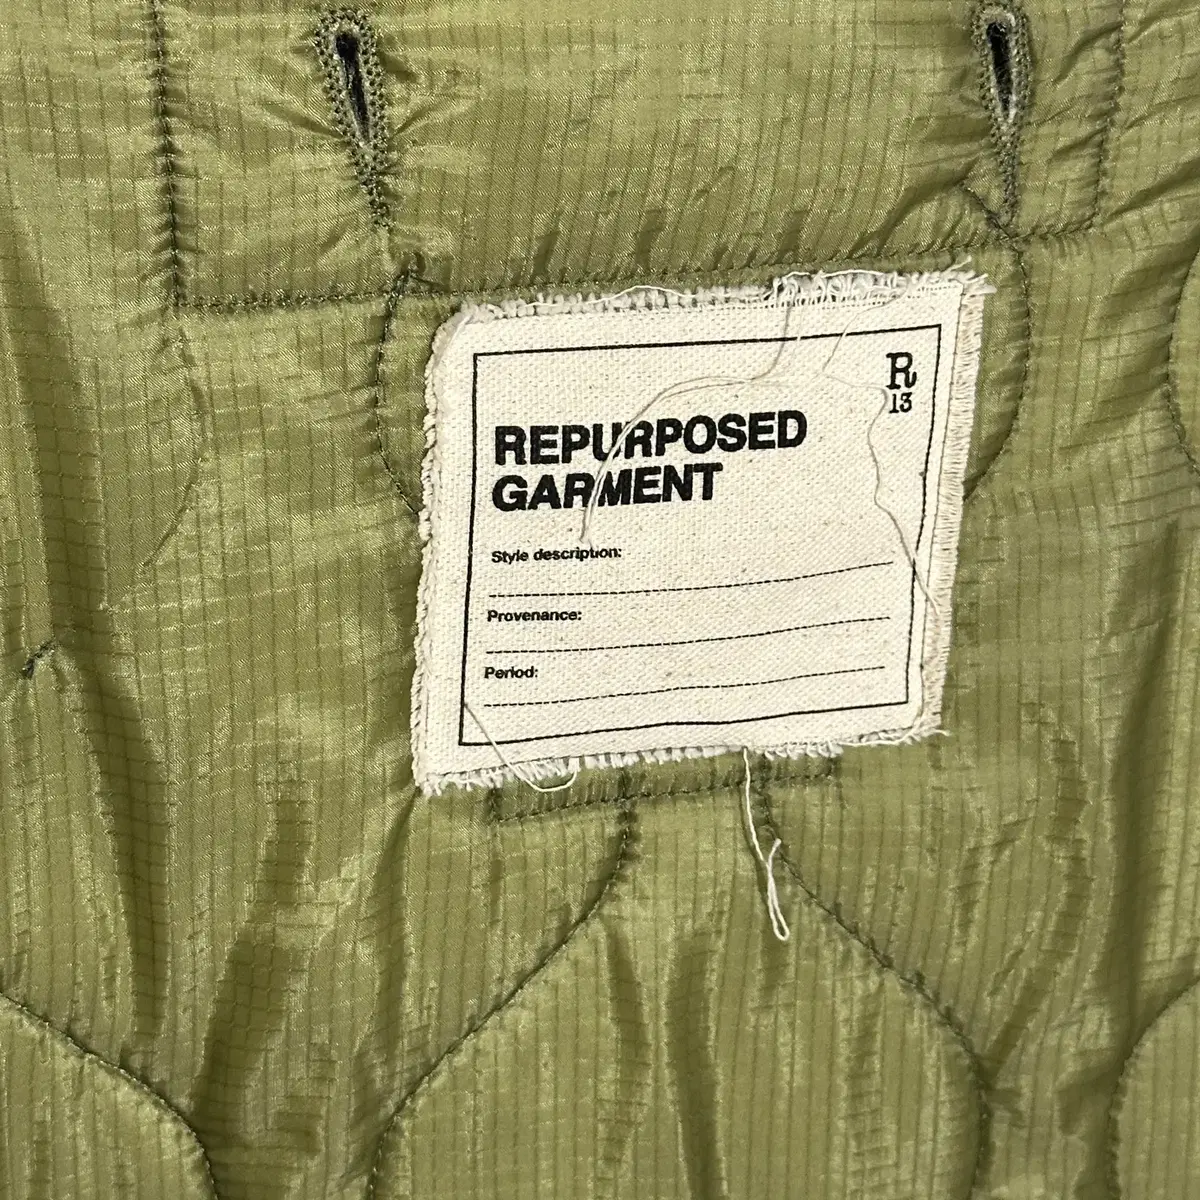 R
13
REPURPOSED
GARMENT
Style description:
Provenance:
Period: